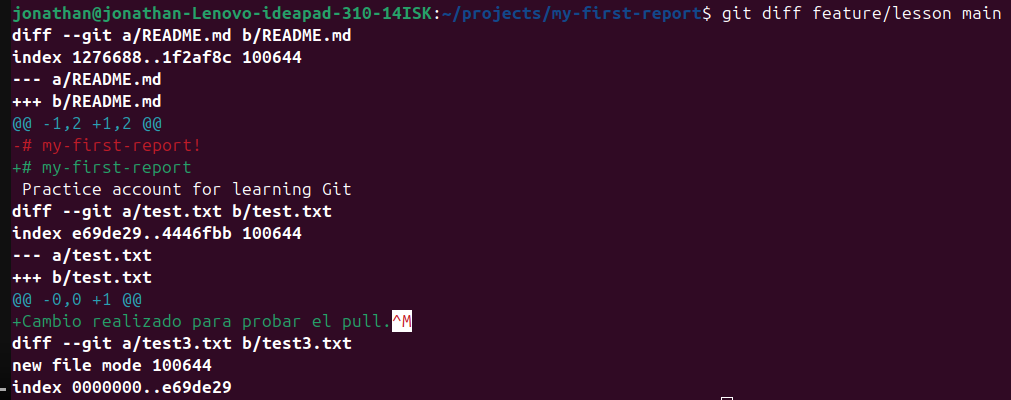 jonathan@jonathan-Lenovo-ideapad-310-14ISK:~/projects/my-first-report$ git diff feature/lesson main
diff --git a/README.md b/README.md
index 1276688..1f2af8c 100644
--- a/README.md
+++ b/README.md
@@ -1,2 +1,2 @@
-# my-first-report!
+# my-first-report
 Practice account for learning Git
diff --git a/test.txt b/test.txt
index e69de29..4446fbb 100644
--- a/test.txt
+++ b/test.txt
@@ -0,0 +1 @@
+Cambio realizado para probar el pull.^M
diff --git a/test3.txt b/test3.txt
new file mode 100644
index 0000000..e69de29